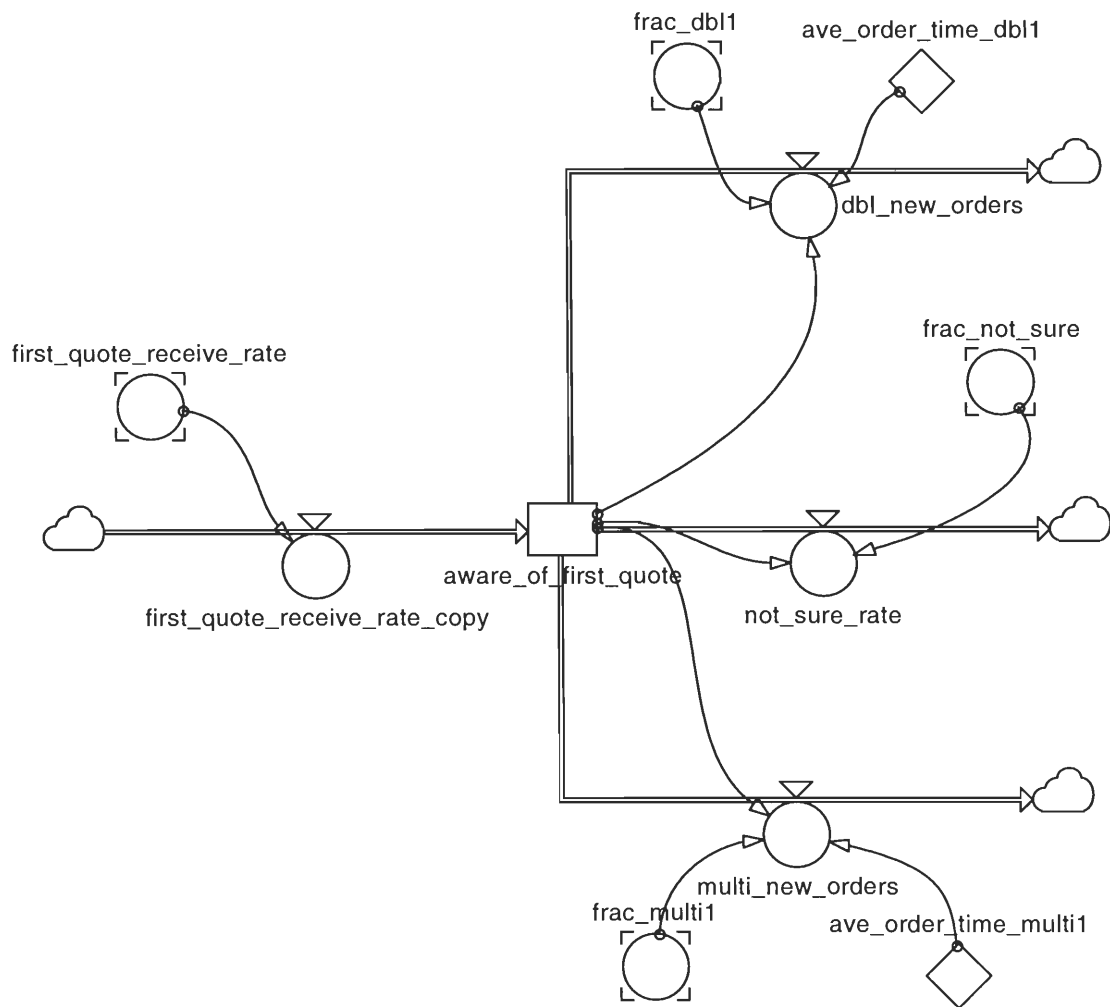 frac_dbl1
ave_order_time_dbl1
dbl_new_orders
first_quote_receive_rate
frac_not_sure
aware_of_first_quote
first_quote_receive_rate_copy
not_sure_rate
multi_new_orders
frac_multi1
ave_order_time_multi1